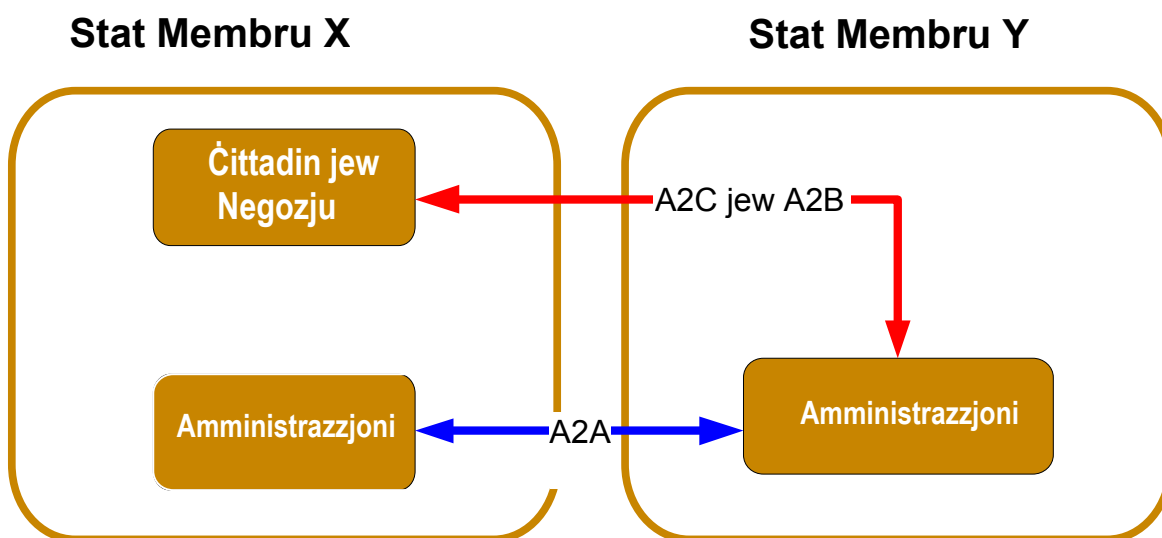 Stat Membru X
Stat Membru Y
Ċittadin jew
Negozju
A2C jew A2B
Amministrazzjoni
A2A
Amministrazzjoni